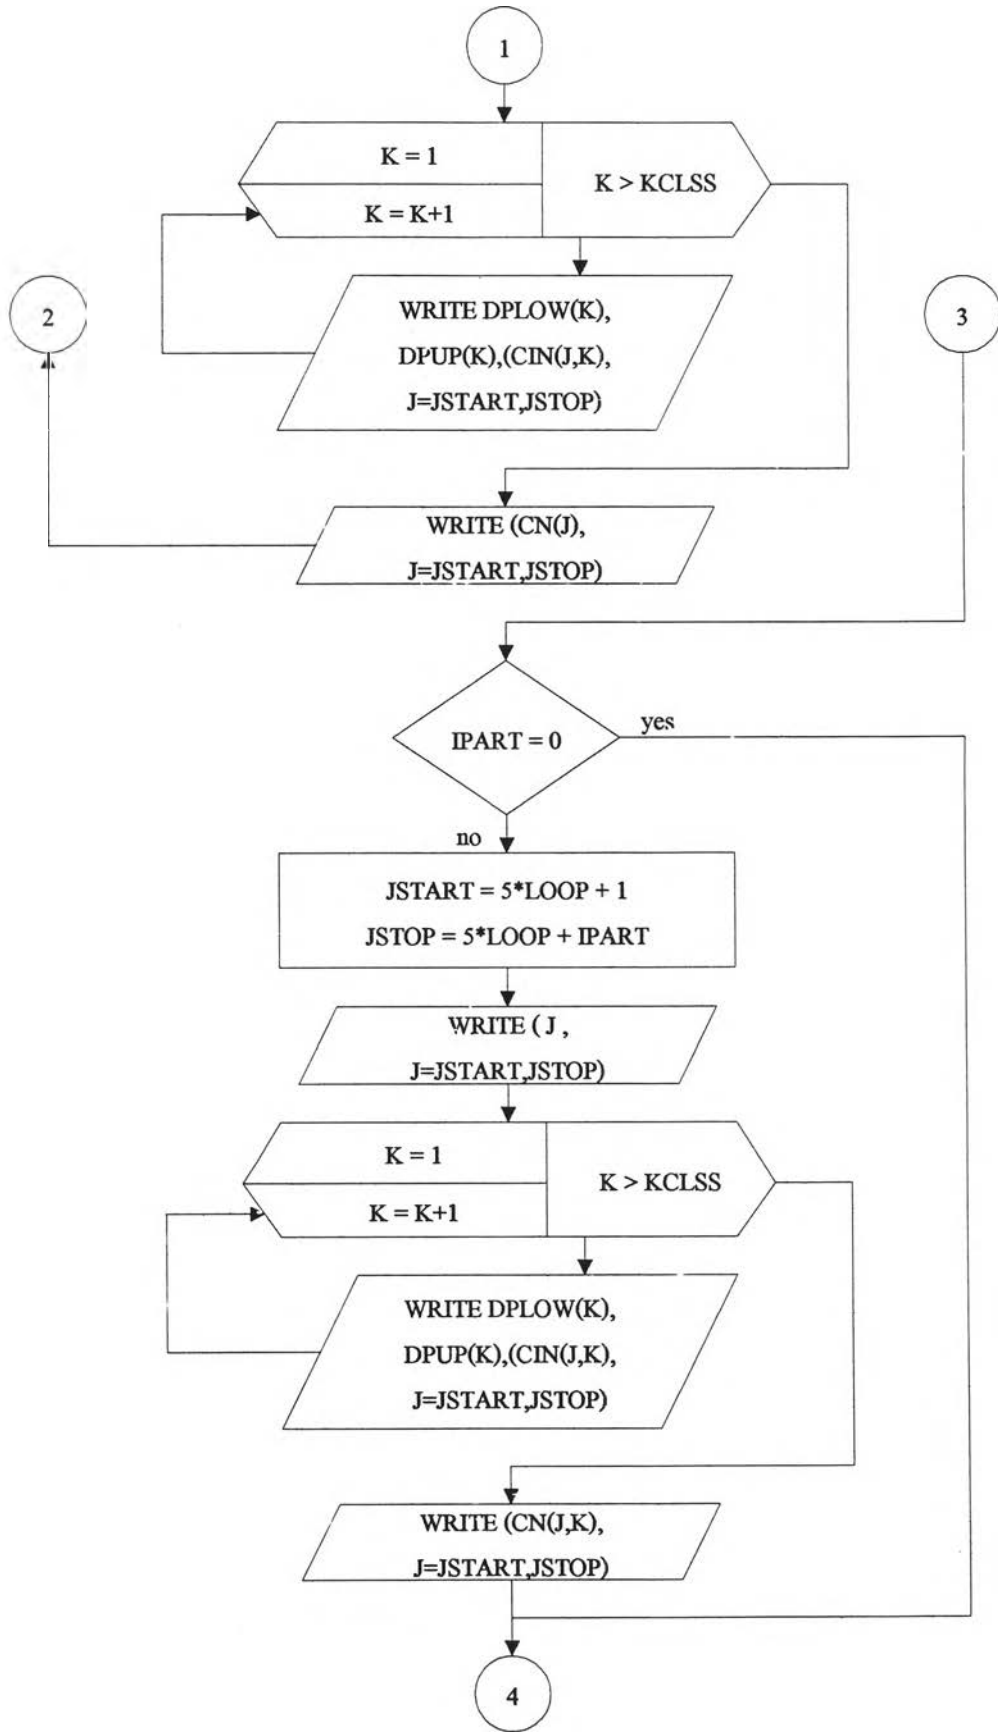 1
K = 1
K > KCLSS
K = K+1
2
WRITE DPLOW(K),
DPUP(K),(CIN(J,K),
J=JSTART,JSTOP)
3
WRITE (CN(J),
J=JSTART,JSTOP)
IPART = 0
yes
no
JSTART = 5*LOOP + 1
JSTOP = 5*LOOP + IPART
WRITE ( J ,
J=JSTART,JSTOP)
K = 1
K > KCLSS
K = K+1
WRITE DPLOW(K),
DPUP(K),(CIN(J,K),
J=JSTART,JSTOP)
WRITE (CN(J,K),
J=JSTART,JSTOP)
4